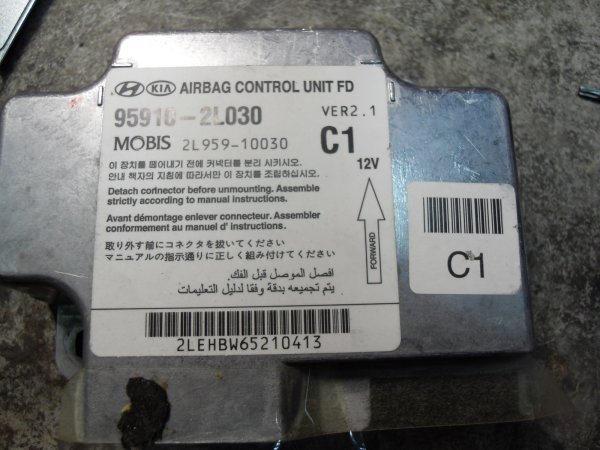 HYUNDAI KIA AIRBAG CONTROL UNIT FD
95910-2L030 VER2.1
MOBIS 2L959-10030 C1
12V
이 장치를 떼어내기 전에 커넥터를 분리 시키시오.
안내 책자의 지침에 따라서만 이 장치를 조립하시오.
Detach connector before unmounting. Assemble
strictly according to manual instructions.
Avant démontage enlever connecteur. Assembler
conformement au manuel d' instructions.
取り外す前にコネクタを抜いてください
マニュアルの指示通りに正しく組み付けてください
افصل الموصل قبل الفك.
يتم تجميعه بدقة وفقا لدليل التعليمات
FORWARD
2LEHBW65210413
C1